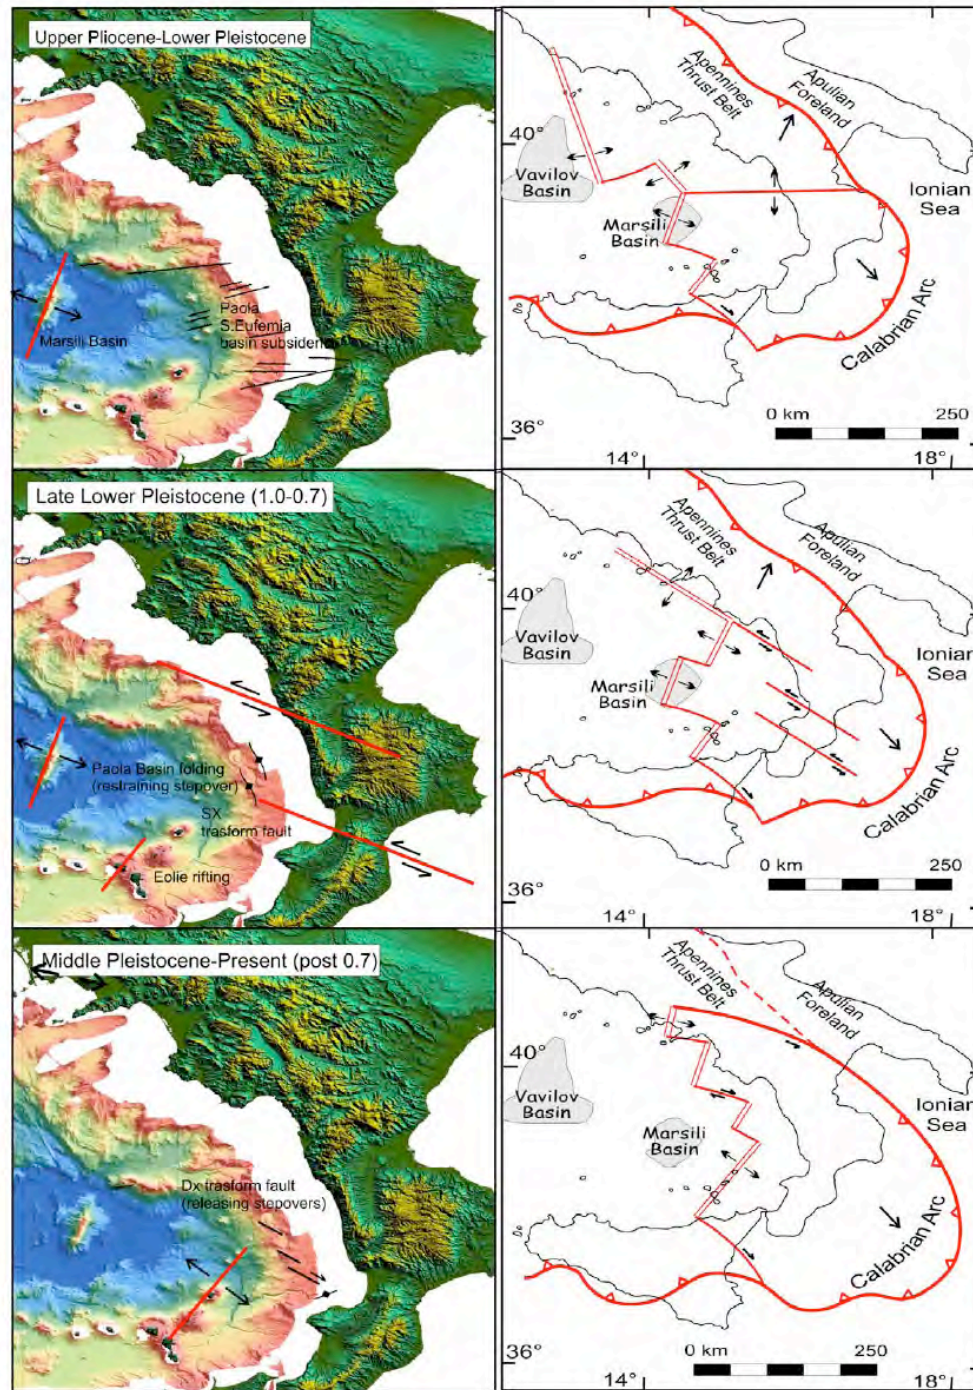 Upper Pliocene-Lower Pleistocene
Paola
S.Eufemia
basin subsidence
Marsili Basin
Apennines
Thrust Belt
Apulian
Foreland
40°
Vavilov
Basin
Marsili
Basin
Ionian
Sea
Calabrian Arc
0 km 250
36°
14° 18°
Late Lower Pleistocene (1.0-0.7)
Paola Basin folding
(restraining stepover)
SX
trasform fault
Eolie rifting
Apennines
Thrust Belt
Apulian
Foreland
40°
Vavilov
Basin
Marsili
Basin
Ionian
Sea
Calabrian Arc
0 km 250
36°
14° 18°
Middle Pleistocene-Present (post 0.7)
Dx trasform fault
(releasing stepovers)
Apennines
Thrust Belt
Apulian
Foreland
40°
Vavilov
Basin
Marsili
Basin
Ionian
Sea
Calabrian Arc
0 km 250
36°
14° 18°